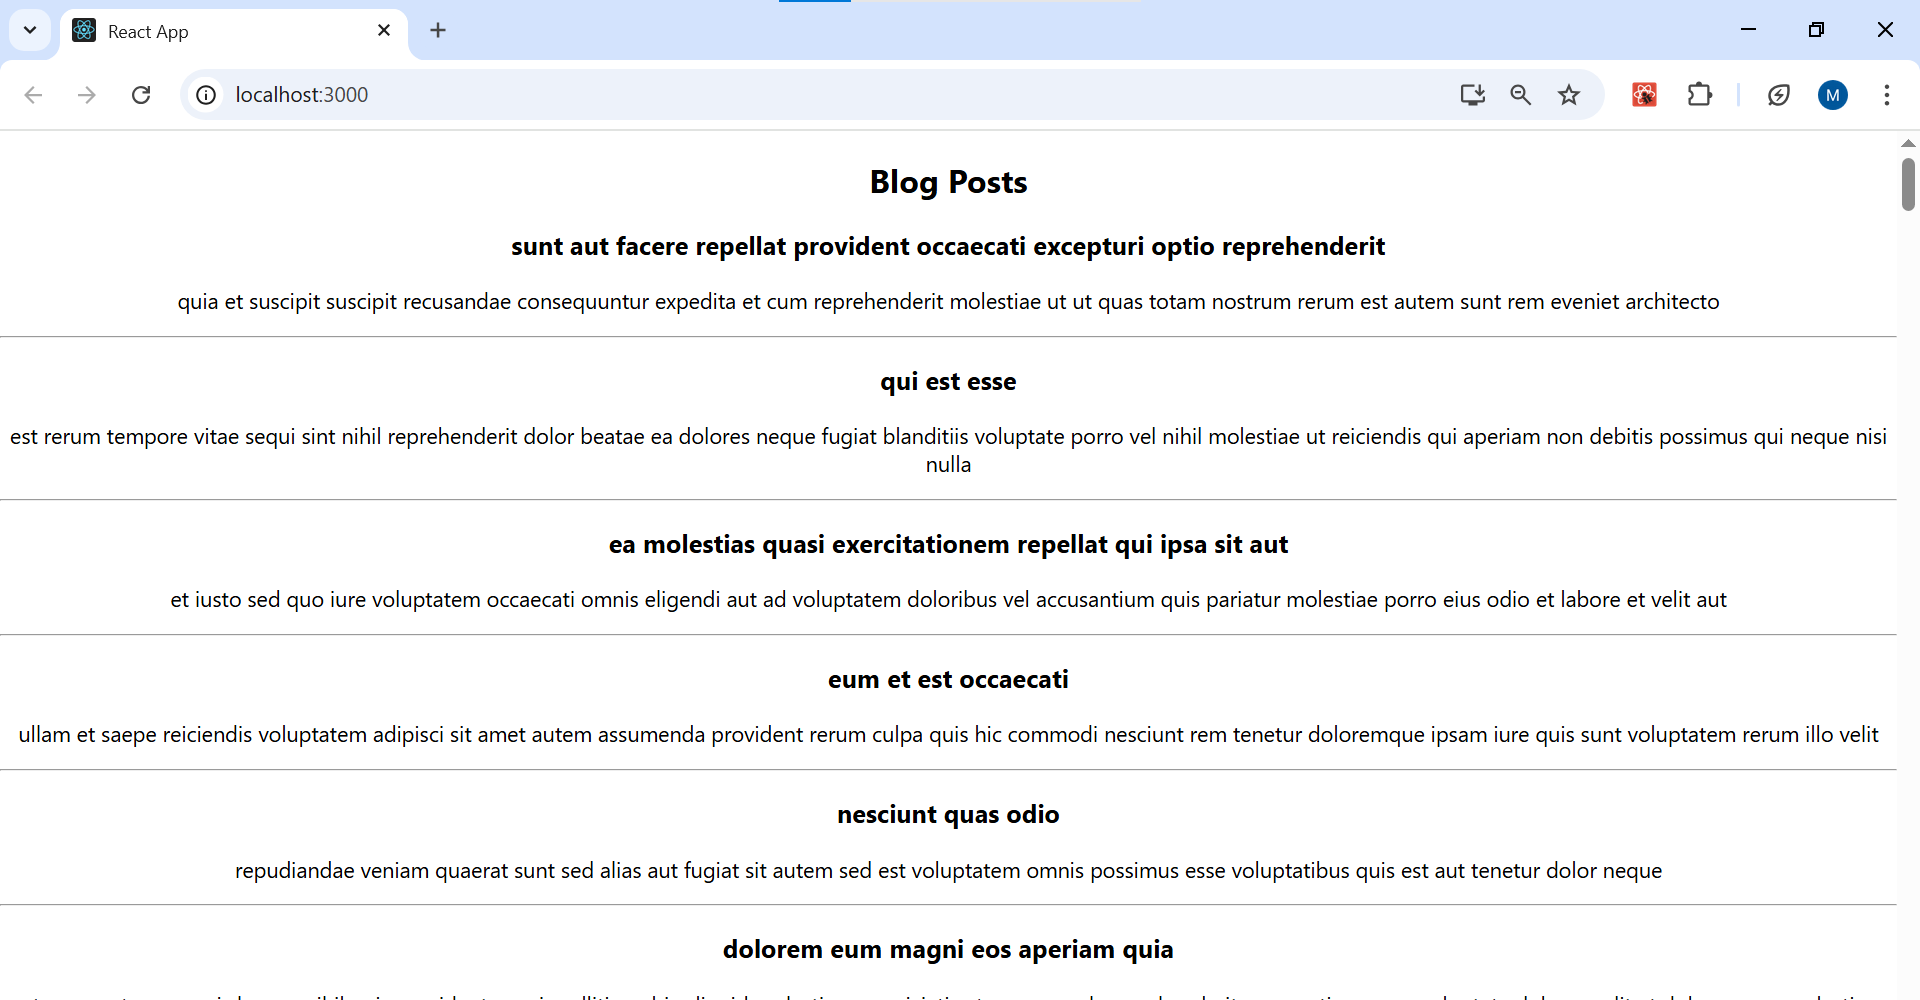 React App
localhost:3000
M
Blog Posts
sunt aut facere repellat provident occaecati excepturi optio reprehenderit
quia et suscipit suscipit recusandae consequuntur expedita et cum reprehenderit molestiae ut ut quas totam nostrum rerum est autem sunt rem eveniet architecto
qui est esse
est rerum tempore vitae sequi sint nihil reprehenderit dolor beatae ea dolores neque fugiat blanditiis voluptate porro vel nihil molestiae ut reiciendis qui aperiam non debitis possimus qui neque nisi
nulla
ea molestias quasi exercitationem repellat qui ipsa sit aut
et iusto sed quo iure voluptatem occaecati omnis eligendi aut ad voluptatem doloribus vel accusantium quis pariatur molestiae porro eius odio et labore et velit aut
eum et est occaecati
ullam et saepe reiciendis voluptatem adipisci sit amet autem assumenda provident rerum culpa quis hic commodi nesciunt rem tenetur doloremque ipsam iure quis sunt voluptatem rerum illo velit
nesciunt quas odio
repudiandae veniam quaerat sunt sed alias aut fugiat sit autem sed est voluptatem omnis possimus esse voluptatibus quis est aut tenetur dolor neque
dolorem eum magni eos aperiam quia